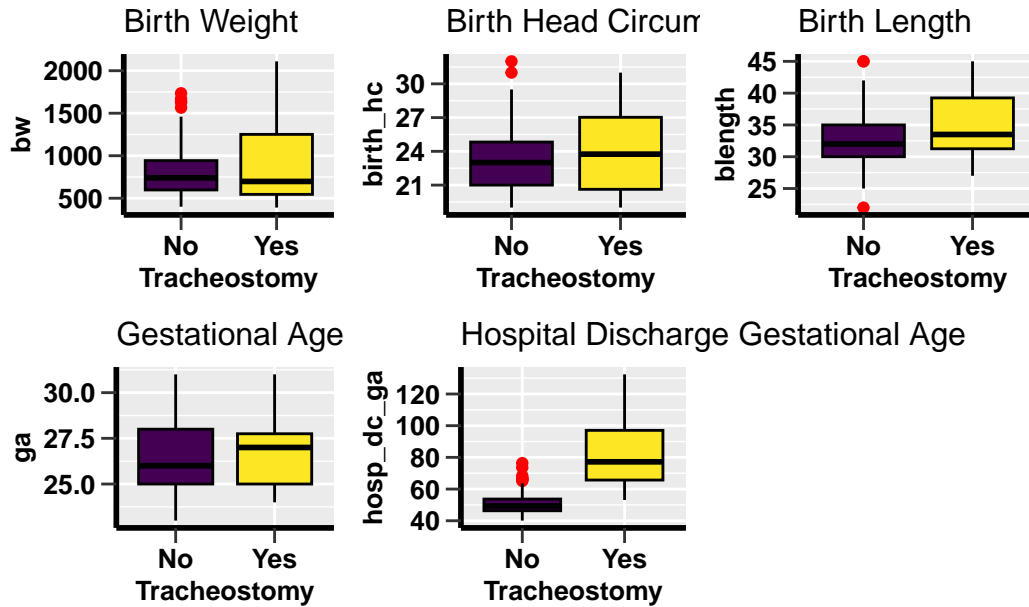 Birth Weight
bw
2000
1500
1000
500
No Yes
Tracheostomy
Birth Head Circum
birth_hc
30
27
24
21
No Yes
Tracheostomy
Birth Length
blength
45
40
35
30
25
No Yes
Tracheostomy
Gestational Age
ga
30.0
27.5
25.0
No Yes
Tracheostomy
Hospital Discharge Gestational Age
hosp_dc_ga
120
100
80
60
40
No Yes
Tracheostomy